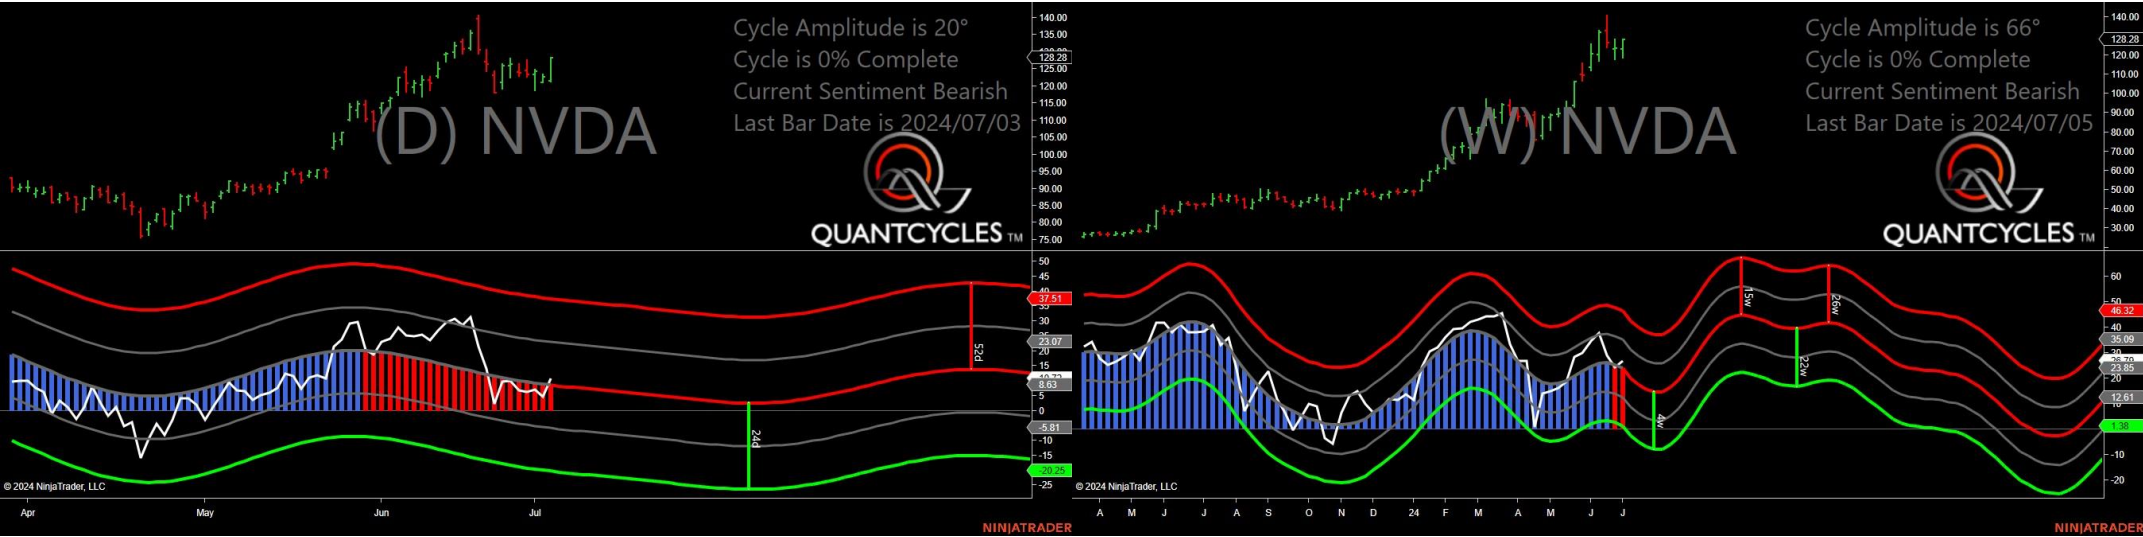 Cycle Amplitude is 20°
Cycle is 0% Complete
Current Sentiment Bearish
Last Bar Date is 2024/07/03
(D) NVDA
QUANTCYCLES TM
140.00
135.00
128.28
125.00
120.00
115.00
110.00
105.00
100.00
95.00
90.00
85.00
80.00
75.00
50
45
40
37.51
30
25
23.07
20
15
8.63
5
0
-5.81
-10
-15
-20.25
-25
52d
24d
© 2024 NinjaTrader, LLC
Apr May Jun Jul
NINJATRADER
Cycle Amplitude is 66°
Cycle is 0% Complete
Current Sentiment Bearish
Last Bar Date is 2024/07/05
(W) NVDA
QUANTCYCLES TM
140.00
128.28
120.00
110.00
100.00
90.00
80.00
70.00
60.00
50.00
40.00
30.00
60
50
46.32
40
35.09
23.85
20
12.61
1.38
-10
-20
15w
26w
22w
4w
© 2024 NinjaTrader, LLC
A M J J A S O N D 24 F M A M J J
NINJATRADER